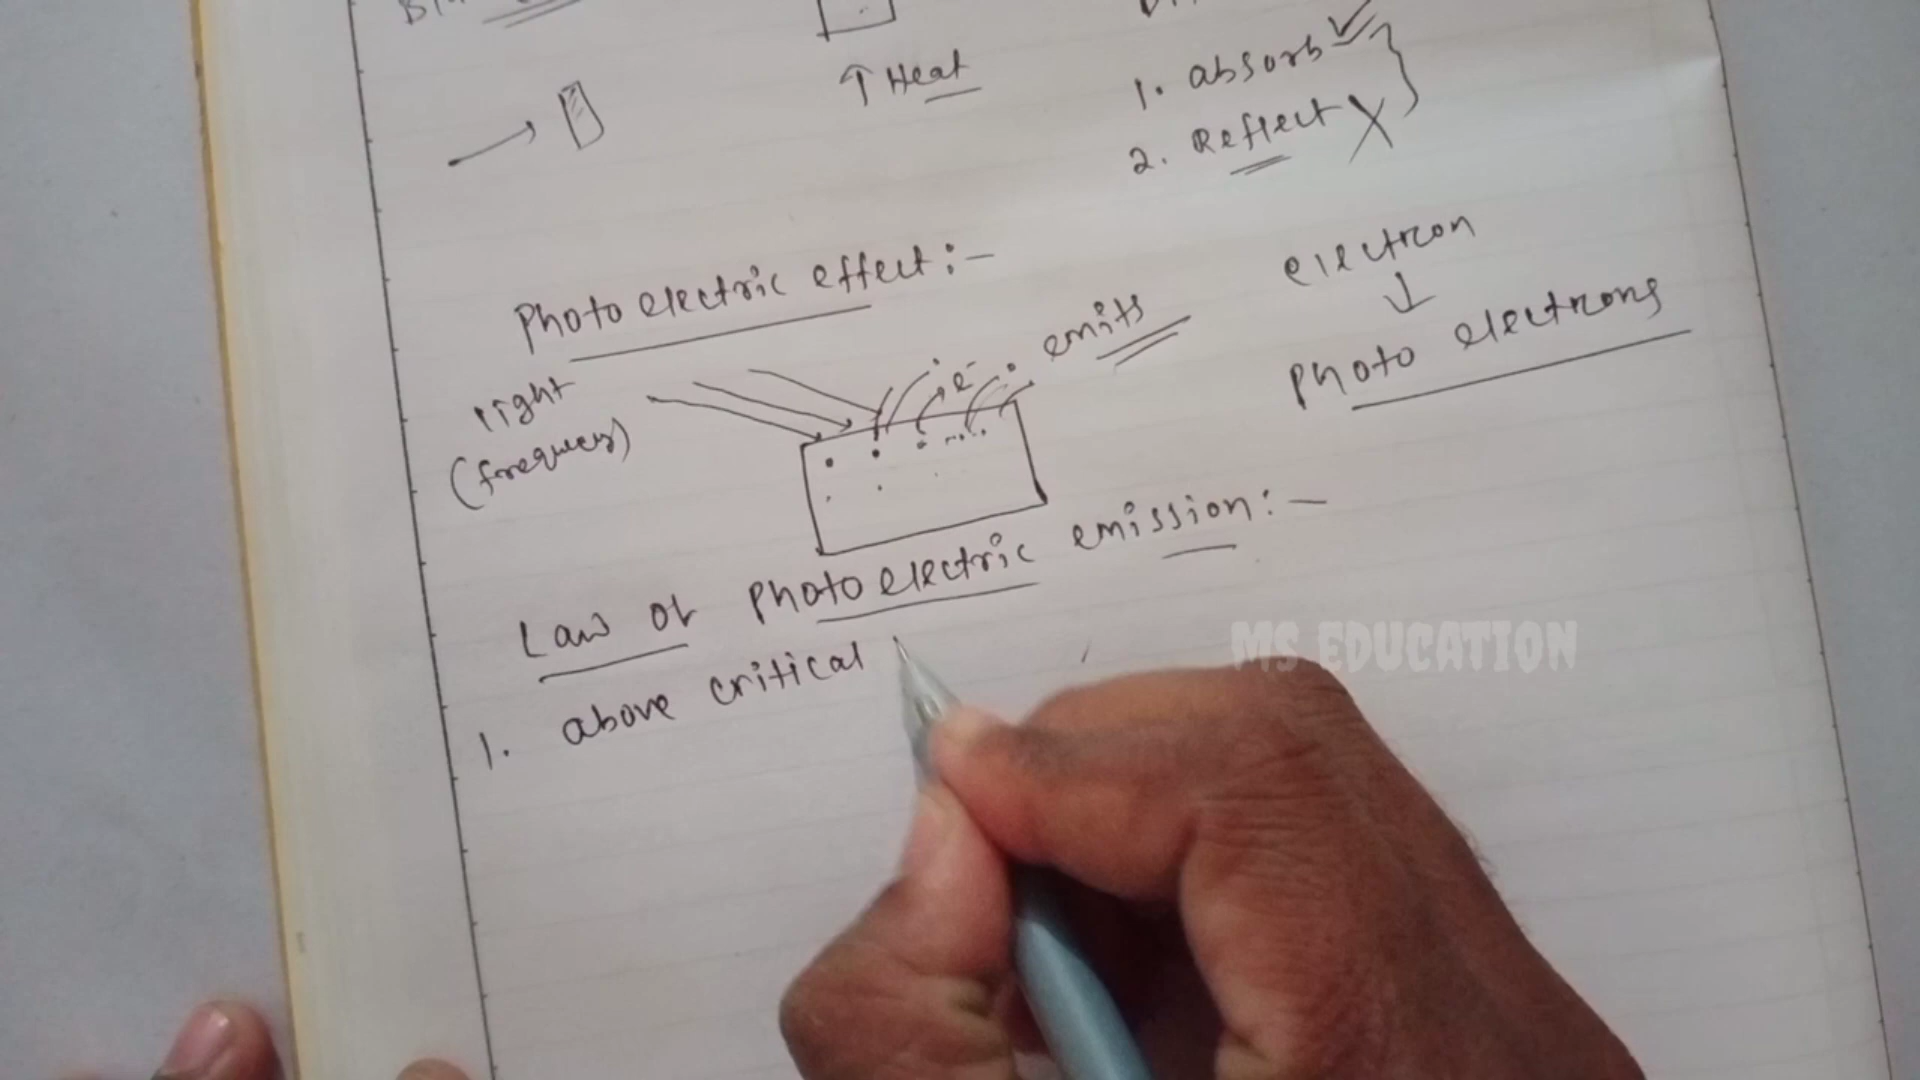 ↑ Heat
1. absorb ✓
2. Reflect X
Photo electric effect :-
electron
↓
Photo electrons
emits
e-
light
(frequency)
Law of Photo electric emission :-
1. above critical
MS EDUCATION